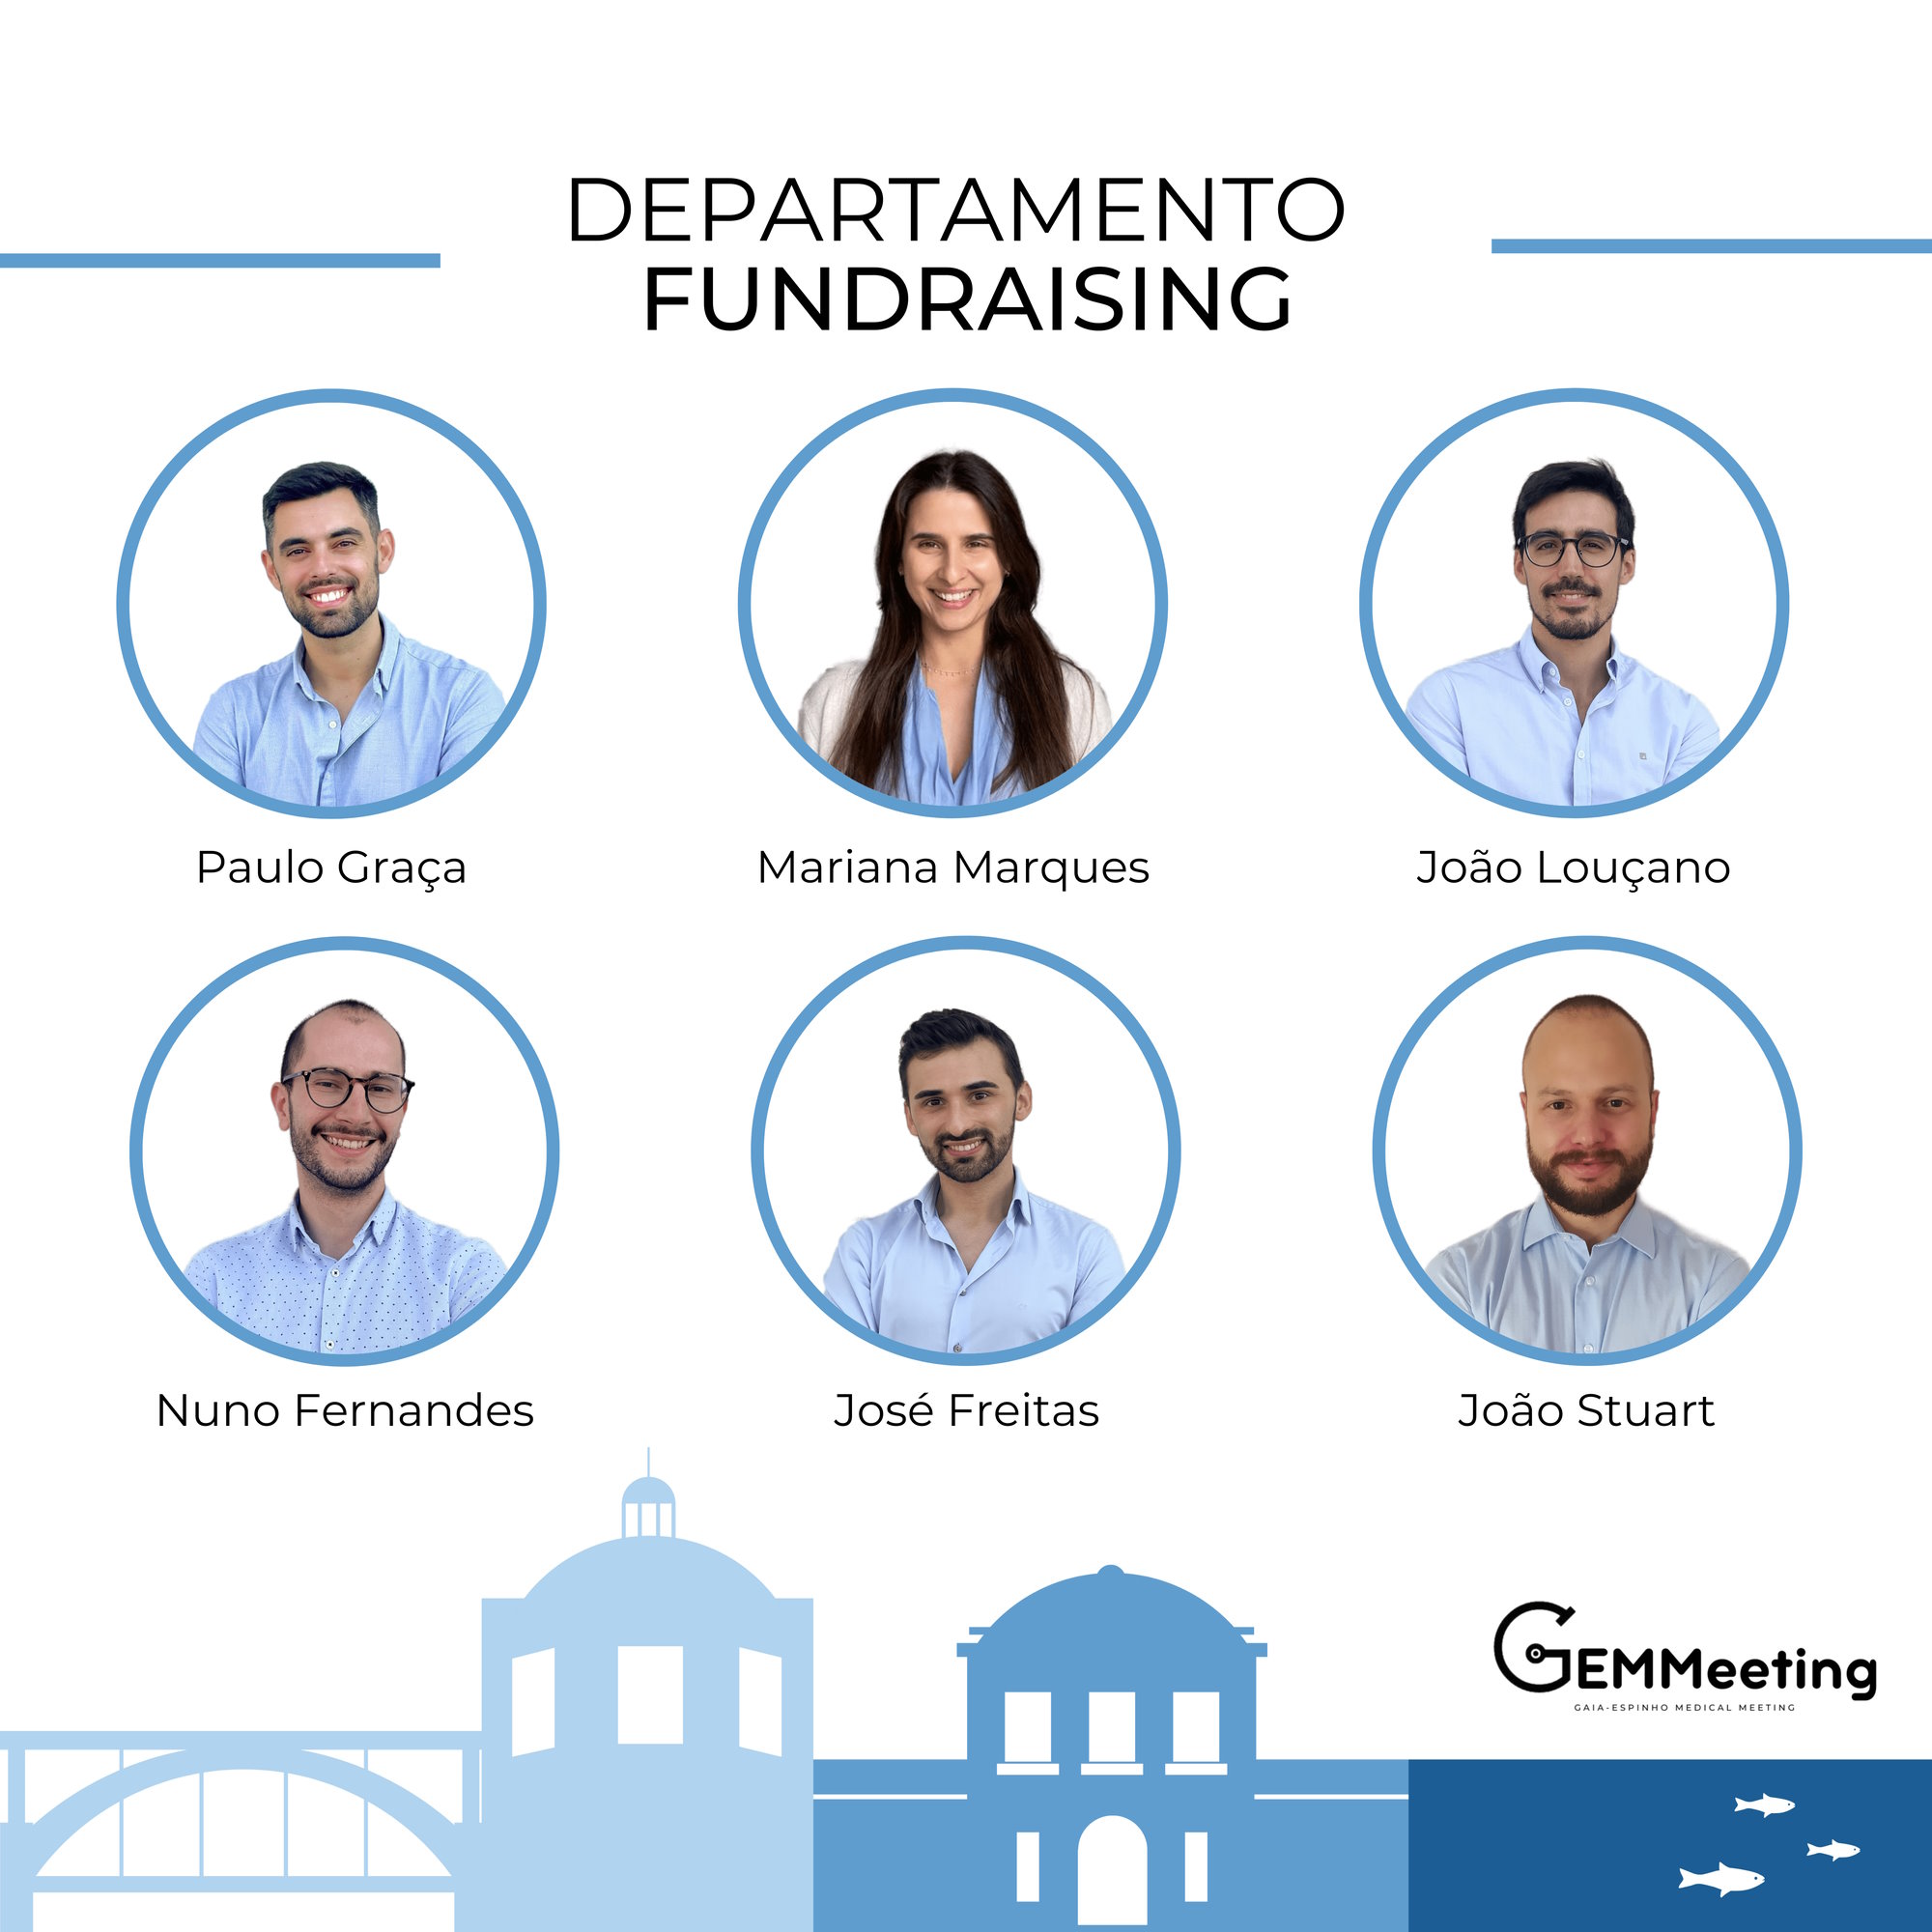 DEPARTAMENTO
FUNDRAISING
Paulo Graça
Mariana Marques
João Louçano
Nuno Fernandes
José Freitas
João Stuart
GEMMeeting
GAIA-ESPINHO MEDICAL MEETING